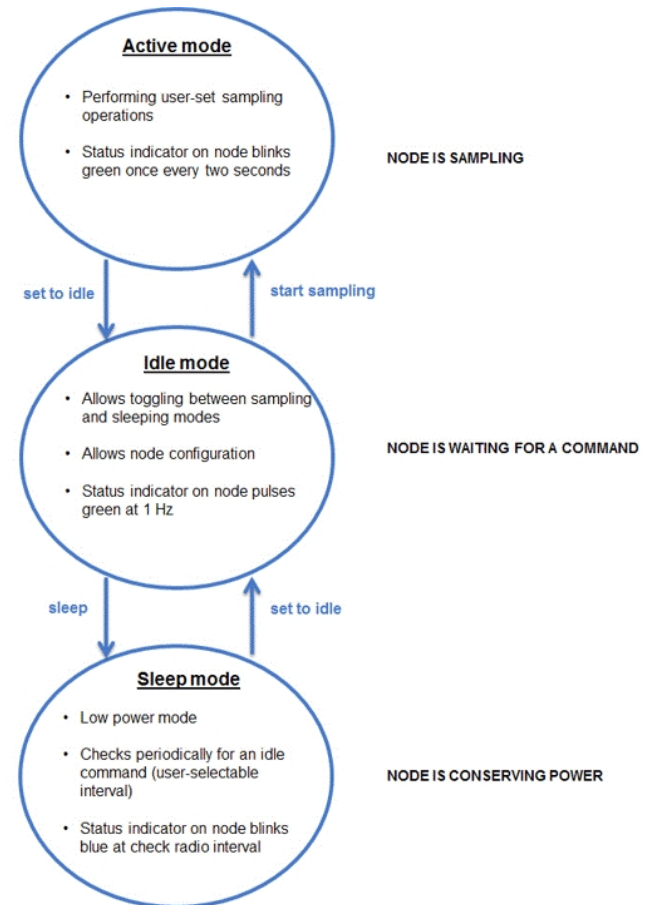 Active mode
• Performing user-set sampling
operations
• Status indicator on node blinks
green once every two seconds
NODE IS SAMPLING
set to idle
start sampling
Idle mode
• Allows toggling between sampling
and sleeping modes
• Allows node configuration
• Status indicator on node pulses
green at 1 Hz
NODE IS WAITING FOR A COMMAND
sleep
set to idle
Sleep mode
• Low power mode
• Checks periodically for an idle
command (user-selectable
interval)
• Status indicator on node blinks
blue at check radio interval
NODE IS CONSERVING POWER